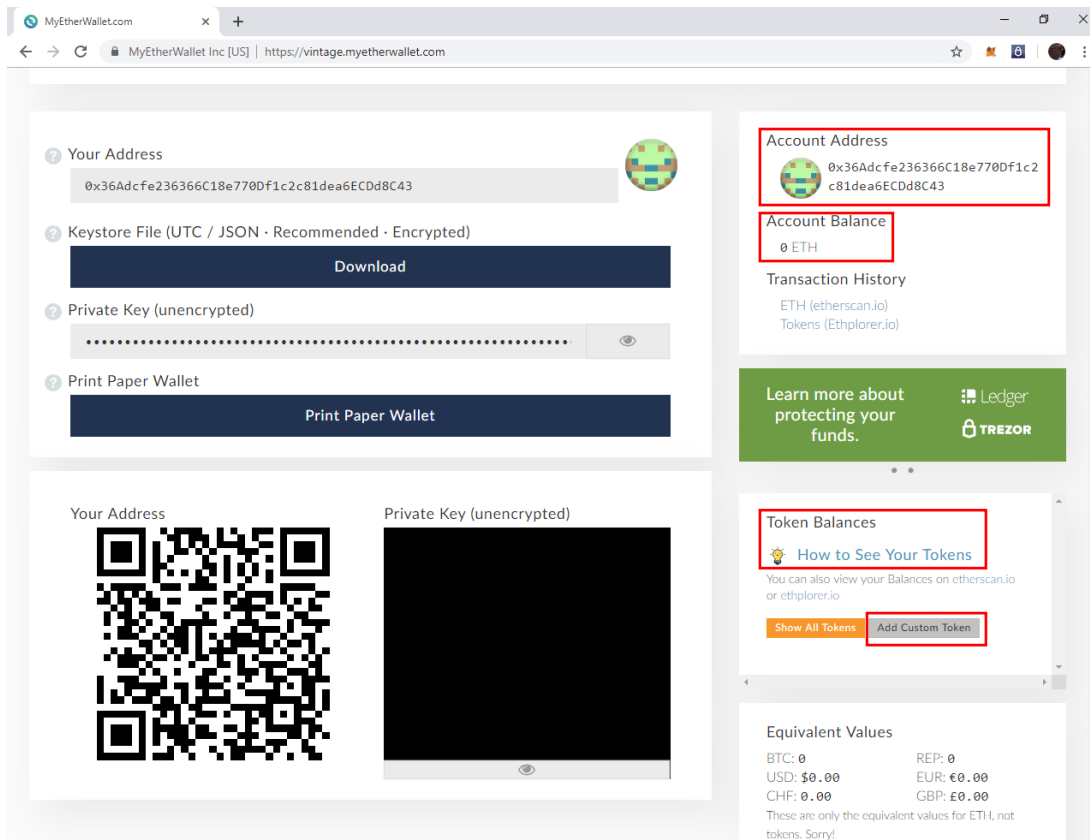 MyEtherWallet.com
MyEtherWallet Inc [US] | https://vintage.myetherwallet.com
Your Address
0x36Adcfe236366C18e770Df1c2c81dea6ECDd8C43
Keystore File (UTC / JSON · Recommended · Encrypted)
Download
Private Key (unencrypted)
Print Paper Wallet
Print Paper Wallet
Your Address
Private Key (unencrypted)
Account Address
0x36Adcfe236366C18e770Df1c2
c81dea6ECDd8C43
Account Balance
0 ETH
Transaction History
ETH (etherscan.io)
Tokens (Ethplorer.io)
Learn more about
protecting your
funds.
Ledger
TREZOR
Token Balances
How to See Your Tokens
You can also view your Balances on etherscan.io
or ethplorer.io
Show All Tokens
Add Custom Token
Equivalent Values
BTC: 0 REP: 0
USD: $0.00 EUR: €0.00
CHF: 0.00 GBP: £0.00
These are only the equivalent values for ETH, not
tokens. Sorry!